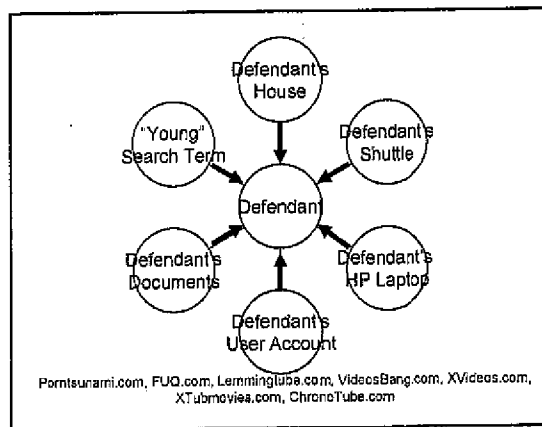 Defendant's
House
"Young"
Search Term
Defendant's
Shuttle
Defendant
Defendant's
Documents
Defendant's
HP Laptop
Defendant's
User Account
Porntsunami.com, FUQ.com, Lemmingtube.com, VideosBang.com, XVideos.com,
XTubmovies.com, ChronoTube.com